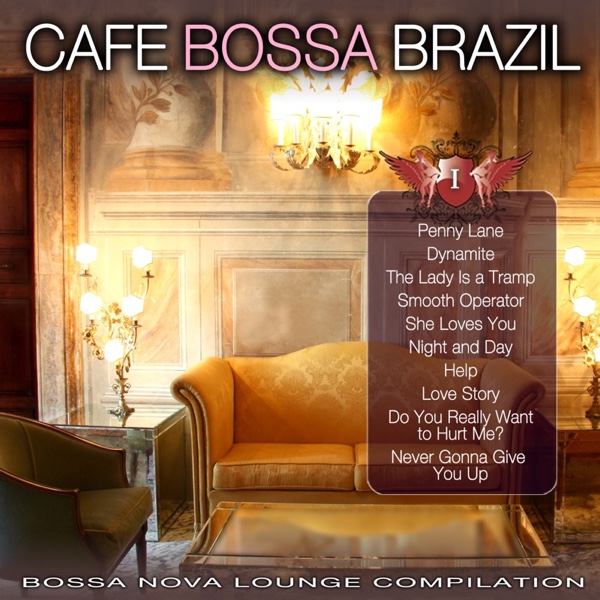 CAFE BOSSA BRAZIL
I
Penny Lane
Dynamite
The Lady Is a Tramp
Smooth Operator
She Loves You
Night and Day
Help
Love Story
Do You Really Want
to Hurt Me?
Never Gonna Give
You Up
BOSSA NOVA LOUNGE COMPILATION